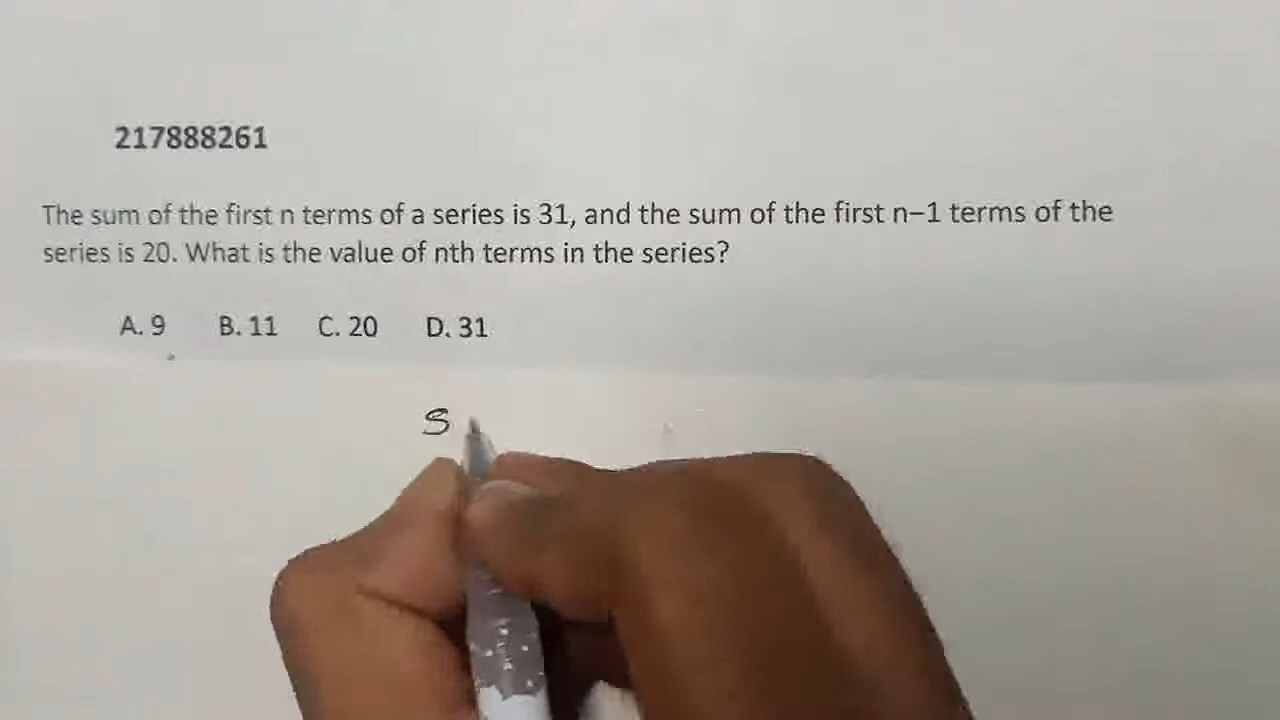 217888261
The sum of the first n terms of a series is 31, and the sum of the first n−1 terms of the
series is 20. What is the value of nth terms in the series?
A. 9 B. 11 C. 20 D. 31
S